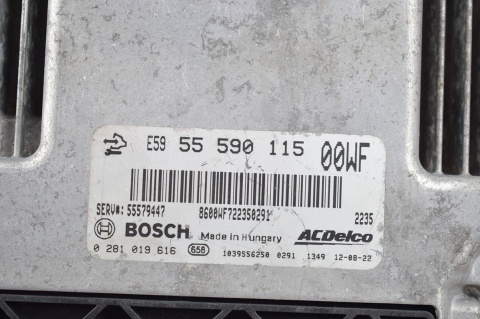 E59 55 590 115 00WF
SERV#: 55579447 8600WF722350291 2235
BOSCH Made in Hungary ACDelco
0 281 019 616 658 1039S56250 0291 1349 12-08-22